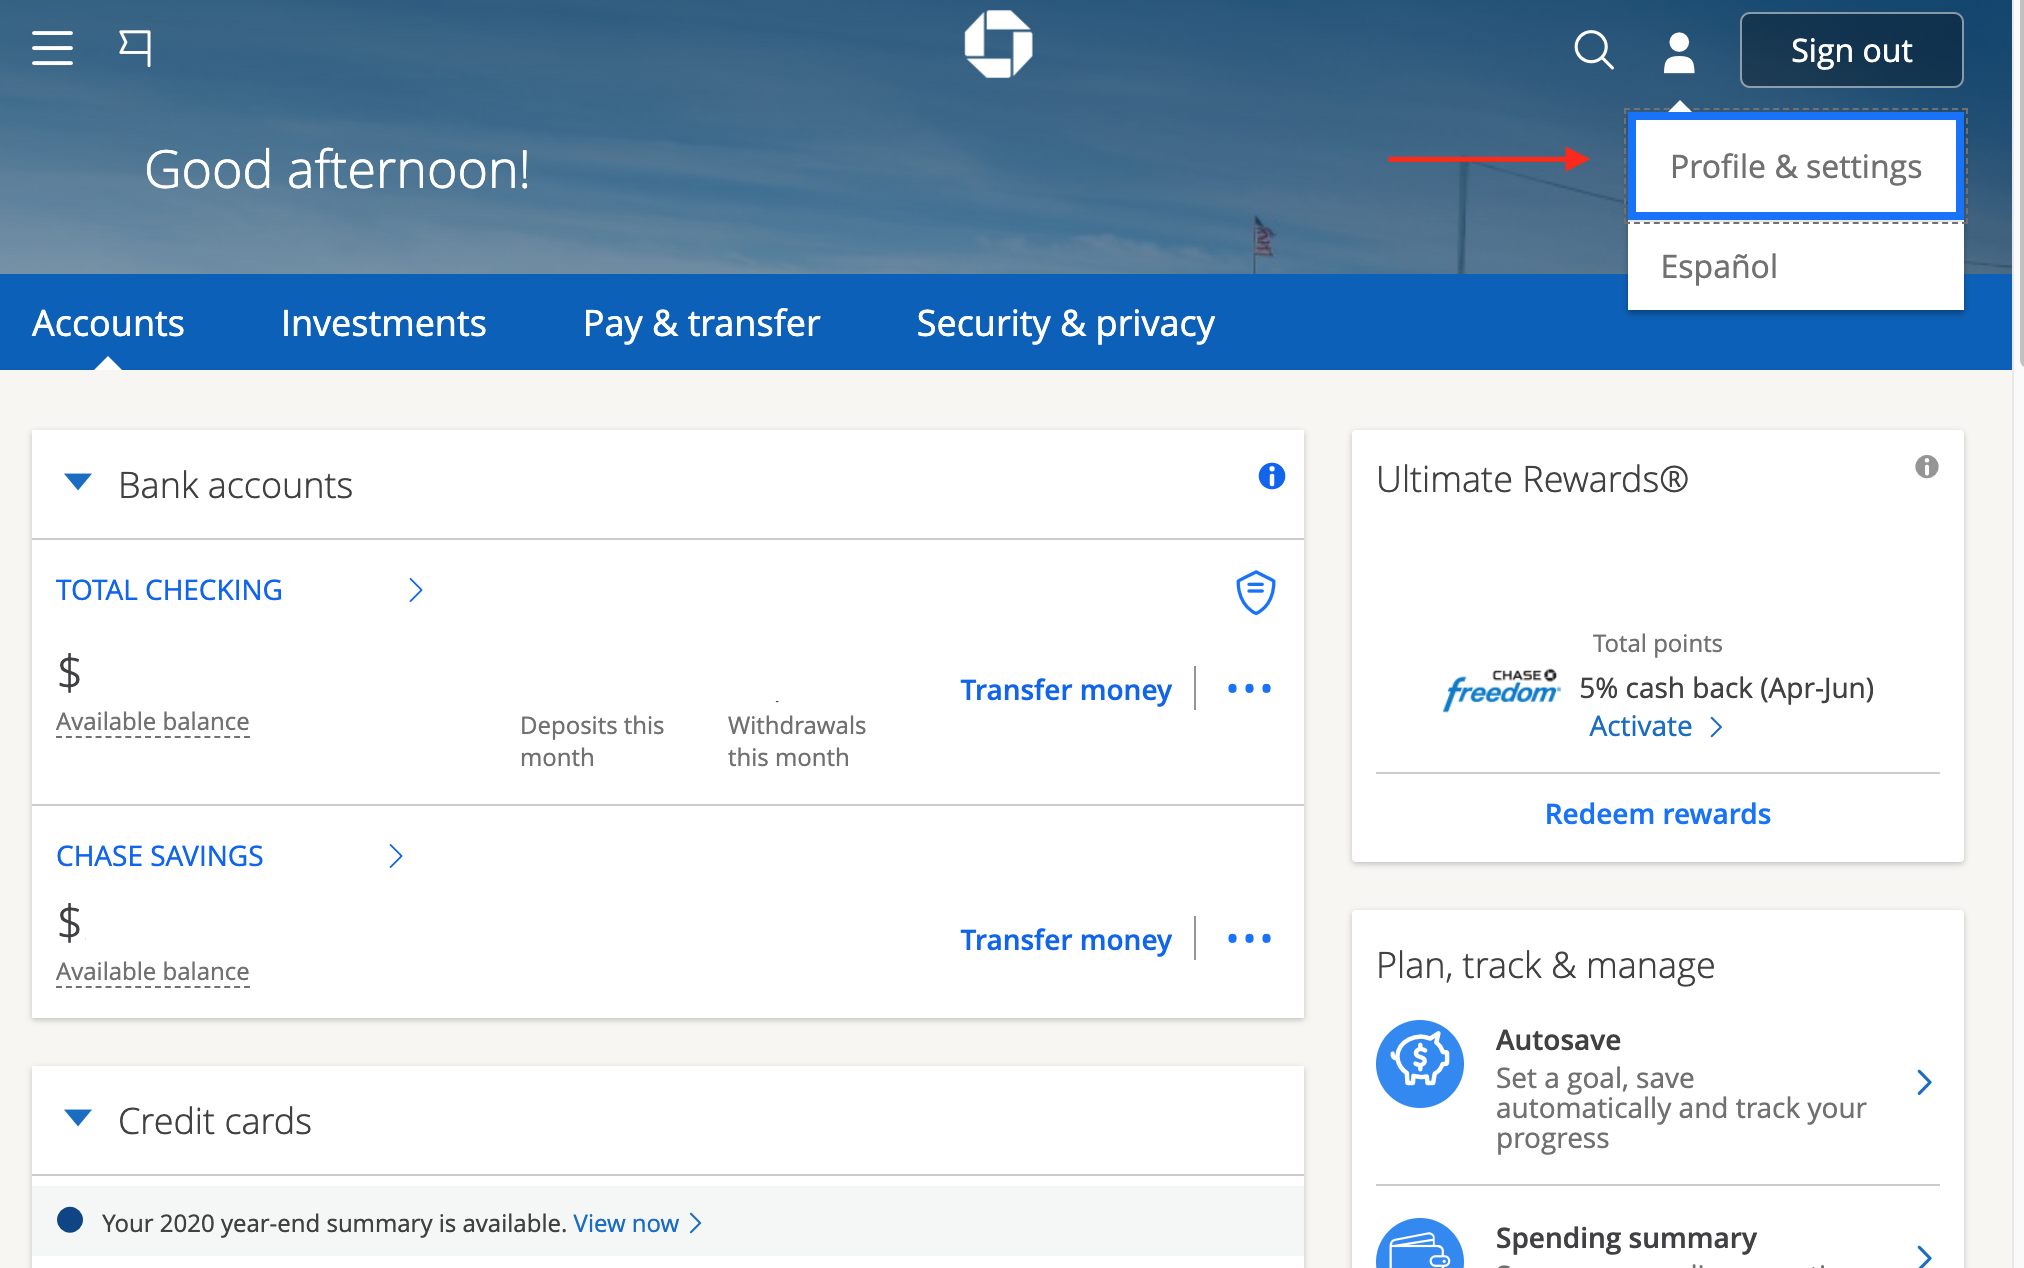 Sign out
Profile & settings
Español
Good afternoon!
Accounts
Investments
Pay & transfer
Security & privacy
Bank accounts
TOTAL CHECKING
$
Available balance
Deposits this
month
Withdrawals
this month
Transfer money
CHASE SAVINGS
$
Available balance
Transfer money
Credit cards
Your 2020 year-end summary is available. View now
Ultimate Rewards®
Total points
CHASE
freedom
5% cash back (Apr-Jun)
Activate
Redeem rewards
Plan, track & manage
Autosave
Set a goal, save
automatically and track your
progress
Spending summary